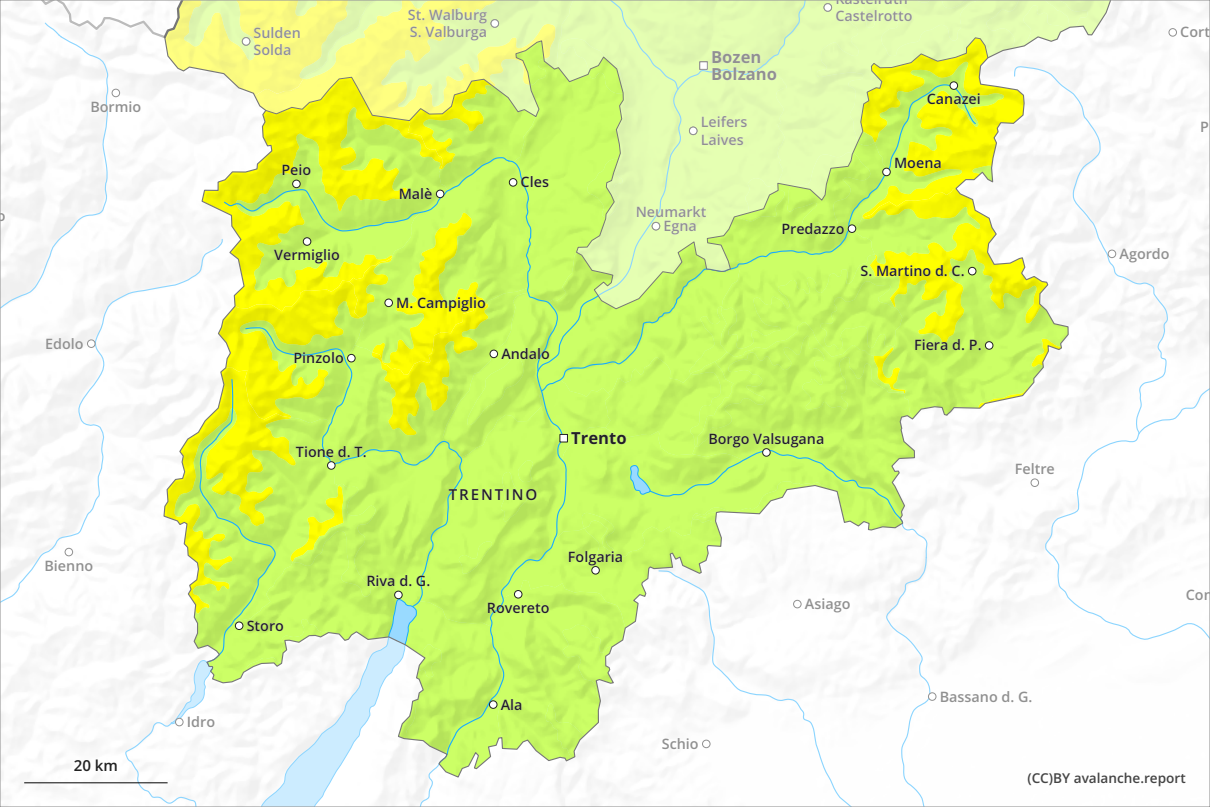 Kastelruth
Castelrotto
St. Walburg
S. Valburga
Sulden
Solda
Cort
Bozen
Bolzano
Bormio
Canazei
Leifers
Laives
Peio
Moena
Malè
Cles
Neumarkt
Egna
Predazzo
Vermiglio
Agordo
S. Martino d. C.
M. Campiglio
Edolo
Pinzolo
Andalo
Fiera d. P.
Trento
Borgo Valsugana
Tione d. T.
Feltre
TRENTINO
Bienno
Folgaria
Riva d. G.
Rovereto
Asiago
Cor
Storo
Bassano d. G.
Ala
Idro
Schio
20 km
(CC)BY avalanche.report